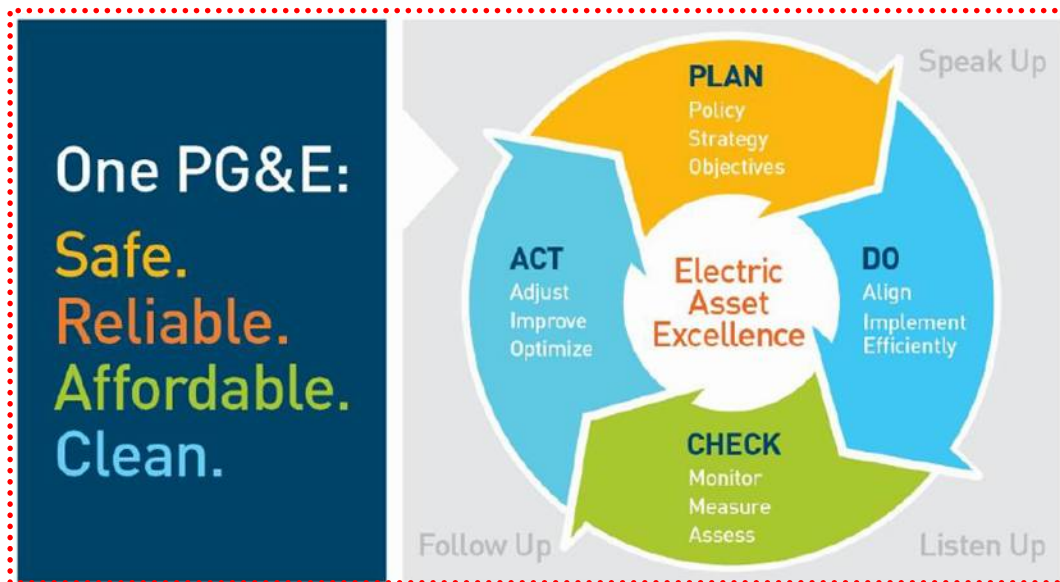 One PG&E:
Safe.
Reliable.
Affordable.
Clean.
Speak Up
PLAN
Policy
Strategy
Objectives
DO
Align
Implement
Efficiently
Electric
Asset
Excellence
ACT
Adjust
Improve
Optimize
CHECK
Monitor
Measure
Assess
Follow Up
Listen Up